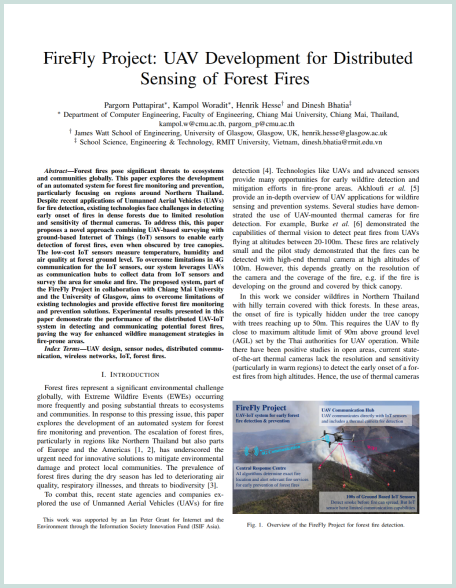 FireFly Project: UAV Development for Distributed
Sensing of Forest Fires
Pargorn Puttapirat*, Kampol Woradit*, Henrik Hesse† and Dinesh Bhatia‡
* Department of Computer Engineering, Faculty of Engineering, Chiang Mai University, Chiang Mai, Thailand,
kampol.w@cmu.ac.th, pargorn_p@cmu.ac.th
† James Watt School of Engineering, University of Glasgow, Glasgow, UK, henrik.hesse@glasgow.ac.uk
‡ School Science, Engineering & Technology, RMIT University, Vietnam, dinesh.bhatia@rmit.edu.vn
Abstract—Forest fires pose significant threats to ecosystems
and communities globally. This paper explores the development
of an automated system for forest fire monitoring and prevention,
particularly focusing on regions around Northern Thailand.
Despite recent applications of Unmanned Aerial Vehicles (UAVs)
for fire detection, existing technologies face challenges in detecting
early onset of fires in dense forests due to limited resolution
and sensitivity of thermal cameras. To address this, this paper
proposes a novel approach combining UAV-based surveying with
ground-based Internet of Things (IoT) sensors to enable early
detection of forest fires, even when obscured by tree canopies.
The low-cost IoT sensors measure temperature, humidity and
air quality at forest ground level. To overcome limitations in 4G
communication for the IoT sensors, our system leverages UAVs
as communication hubs to collect data from IoT sensors and
survey the area for smoke and fire. The proposed system, part of
the FireFly Project in collaboration with Chiang Mai University
and the University of Glasgow, aims to overcome limitations of
existing technologies and provide effective forest fire monitoring
and prevention solutions. Experimental results presented in this
paper demonstrate the performance of the distributed UAV-IoT
system in detecting and communicating potential forest fires,
paving the way for enhanced wildfire management strategies in
fire-prone areas.
Index Terms—UAV design, sensor nodes, distributed commu-
nication, wireless networks, IoT, forest fires.
I. INTRODUCTION
Forest fires represent a significant environmental challenge
globally, with Extreme Wildfire Events (EWEs) occurring
more frequently and posing substantial threats to ecosystems
and communities. In response to this pressing issue, this paper
explores the development of an automated system for forest
fire monitoring and prevention. The escalation of forest fires,
particularly in regions like Northern Thailand but also parts
of Europe and the Americas [1, 2], has underscored the
urgent need for innovative solutions to mitigate environmental
damage and protect local communities. The prevalence of
forest fires during the dry season has led to deteriorating air
quality, respiratory illnesses, and threats to biodiversity [3].
To combat this, recent state agencies and companies ex-
plored the use of Unmanned Aerial Vehicles (UAVs) for fire
This work was supported by an Ian Peter Grant for Internet and the
Environment through the Information Society Innovation Fund (ISIF Asia).
detection [4]. Technologies like UAVs and advanced sensors
provide many opportunities for early wildfire detection and
mitigation efforts in fire-prone areas. Akhloufi et al. [5]
provide an in-depth overview of UAV applications for wildfire
sensing and prevention systems. Several studies have demon-
strated the use of UAV-mounted thermal cameras for fire
detection. For example, Burke et al. [6] demonstrated the
capabilities of thermal vision to detect peat fires from UAVs
flying at altitudes between 20-100m. These fires are relatively
small and the pilot study demonstrated that the fires can be
detected with high-end thermal camera at high altitudes of
100m. However, this depends greatly on the resolution of
the camera and the coverage of the fire, e.g. if the fire is
developing on the ground and covered by thick canopy.
In this work we consider wildfires in Northern Thailand
with hilly terrain covered with thick forests. In these areas,
the onset of fire is typically hidden under the tree canopy
with trees reaching up to 50m. This requires the UAV to fly
close to maximum altitude limit of 90m above ground level
(AGL) set by the Thai authorities for UAV operation. While
there have been positive studies in open areas, current state-
of-the-art thermal cameras lack the resolution and sensitivity
(particularly in warm regions) to detect the early onset of a for-
est fires from high altitudes. Hence, the use of thermal cameras
FireFly Project
UAV-IoT system for early forest
fire detection & prevention
UAV Communication Hub
UAV communicates directly with IoT sensors
and includes a thermal camera for detection
Central Response Centre
AI algorithms determine exact fire
location and alert relevant fire services
for early prevention of forest fires
100s of Ground Based IoT Sensors
Fig. 1. Overview of the FireFly Project for forest fire detection.